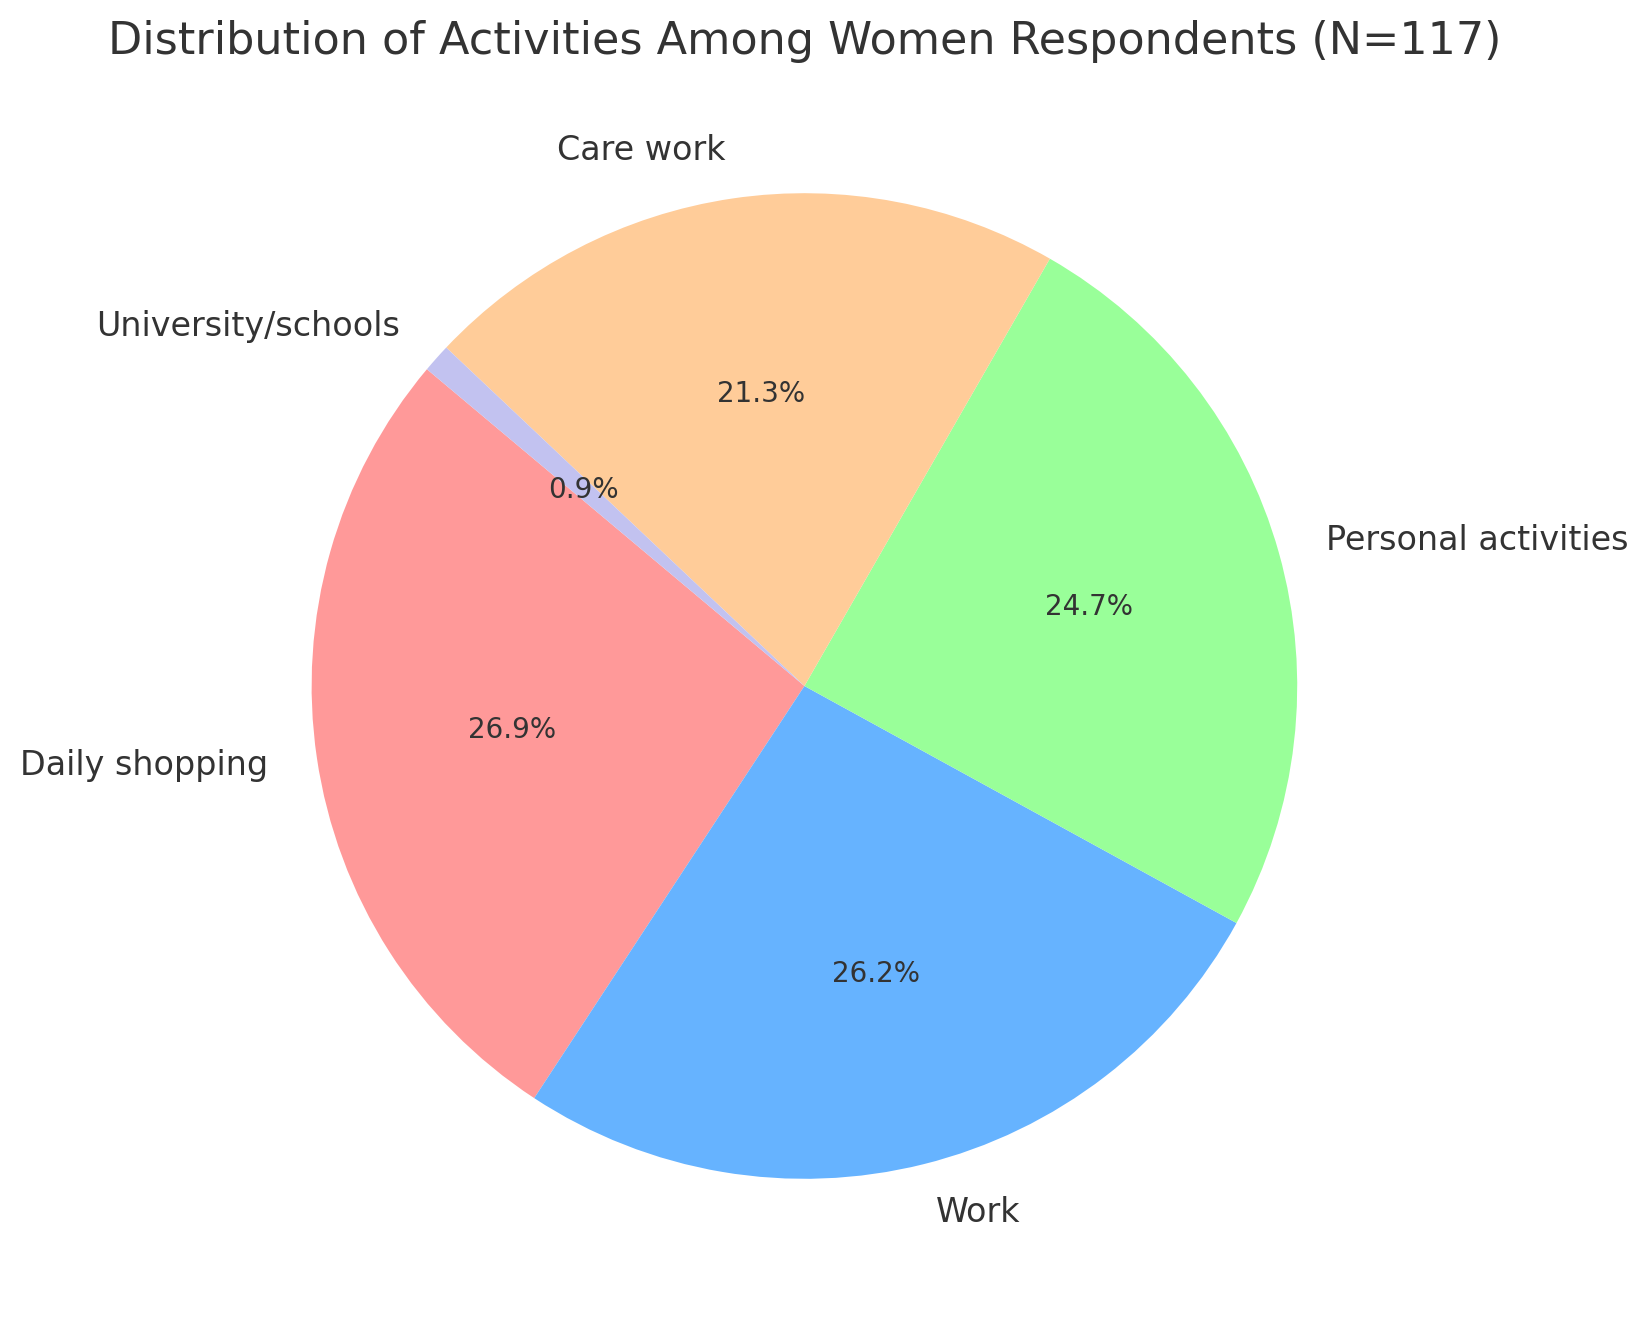 Distribution of Activities Among Women Respondents (N=117)
Care work
University/schools
21.3%
0.9%
Personal activities
24.7%
26.9%
Daily shopping
26.2%
Work